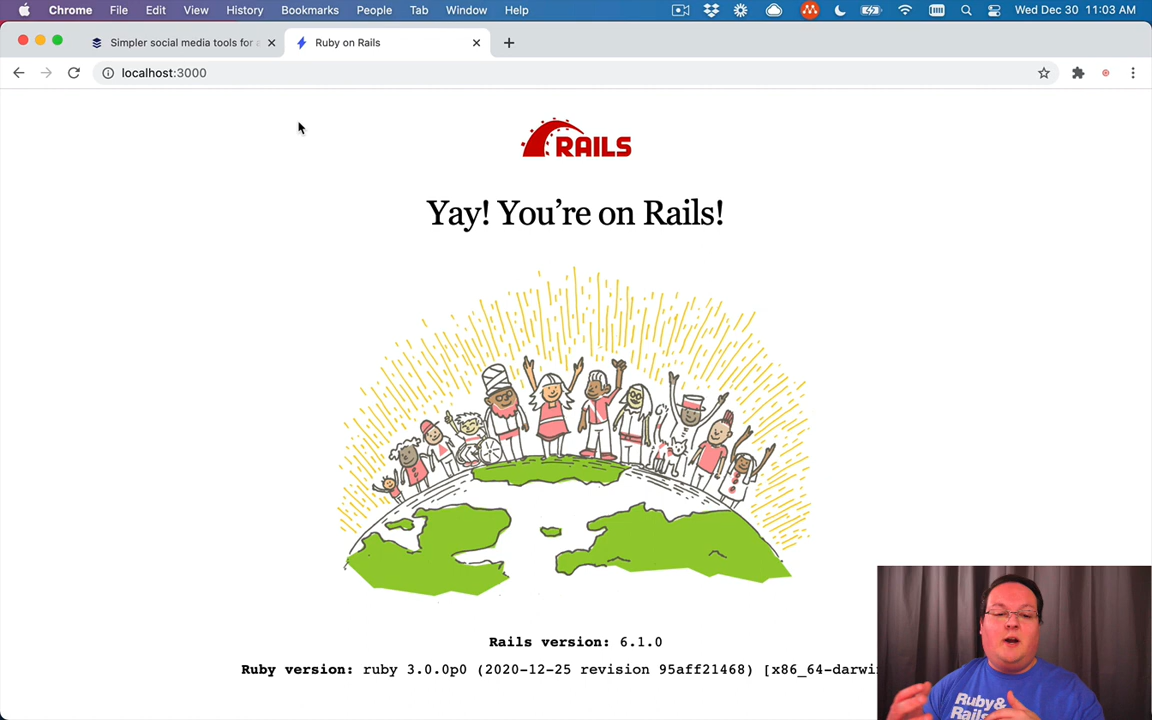 Chrome File Edit View History Bookmarks People Tab Window Help Wed Dec 30 11:03 AM
Simpler social media tools for Ruby on Rails
localhost:3000
RAILS
Yay! You’re on Rails!
Rails version: 6.1.0
Ruby version: ruby 3.0.0p0 (2020-12-25 revision 95aff21468) [x86_64-darwi
Ruby&
Rails